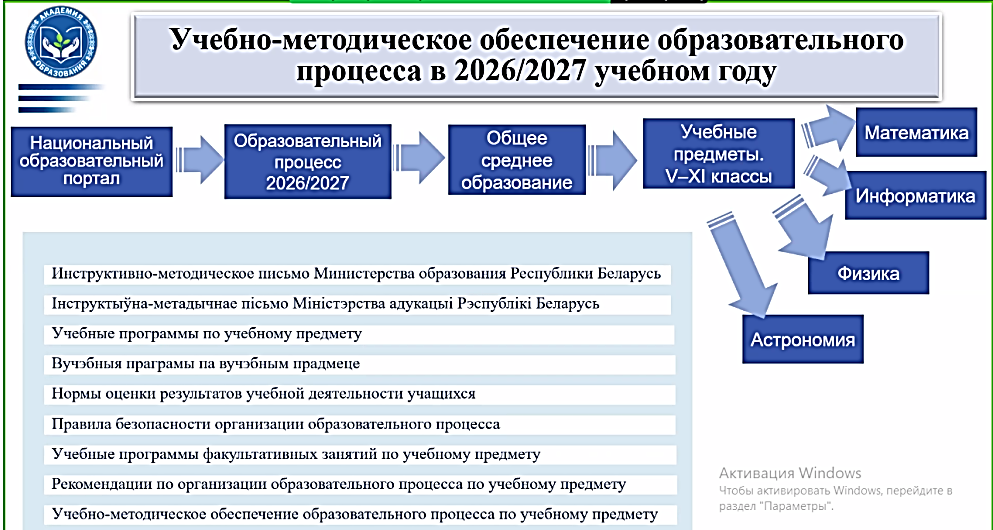 АКАДЕМИЯ
ОБРАЗОВАНИЯ
Учебно-методическое обеспечение образовательного
процесса в 2026/2027 учебном году
Национальный
образовательный
портал
Образовательный
процесс
2026/2027
Общее
среднее
образование
Учебные
предметы.
V–XI классы
Математика
Информатика
Физика
Астрономия
Инструктивно-методическое письмо Министерства образования Республики Беларусь
Інструктыўна-метадычнае пісьмо Міністэрства адукацыі Рэспублікі Беларусь
Учебные программы по учебному предмету
Вучэбныя праграмы па вучэбным прадмеце
Нормы оценки результатов учебной деятельности учащихся
Правила безопасности организации образовательного процесса
Учебные программы факультативных занятий по учебному предмету
Рекомендации по организации образовательного процесса по учебному предмету
Учебно-методическое обеспечение образовательного процесса по учебному предмету
Активация Windows
Чтобы активировать Windows, перейдите в
раздел "Параметры".